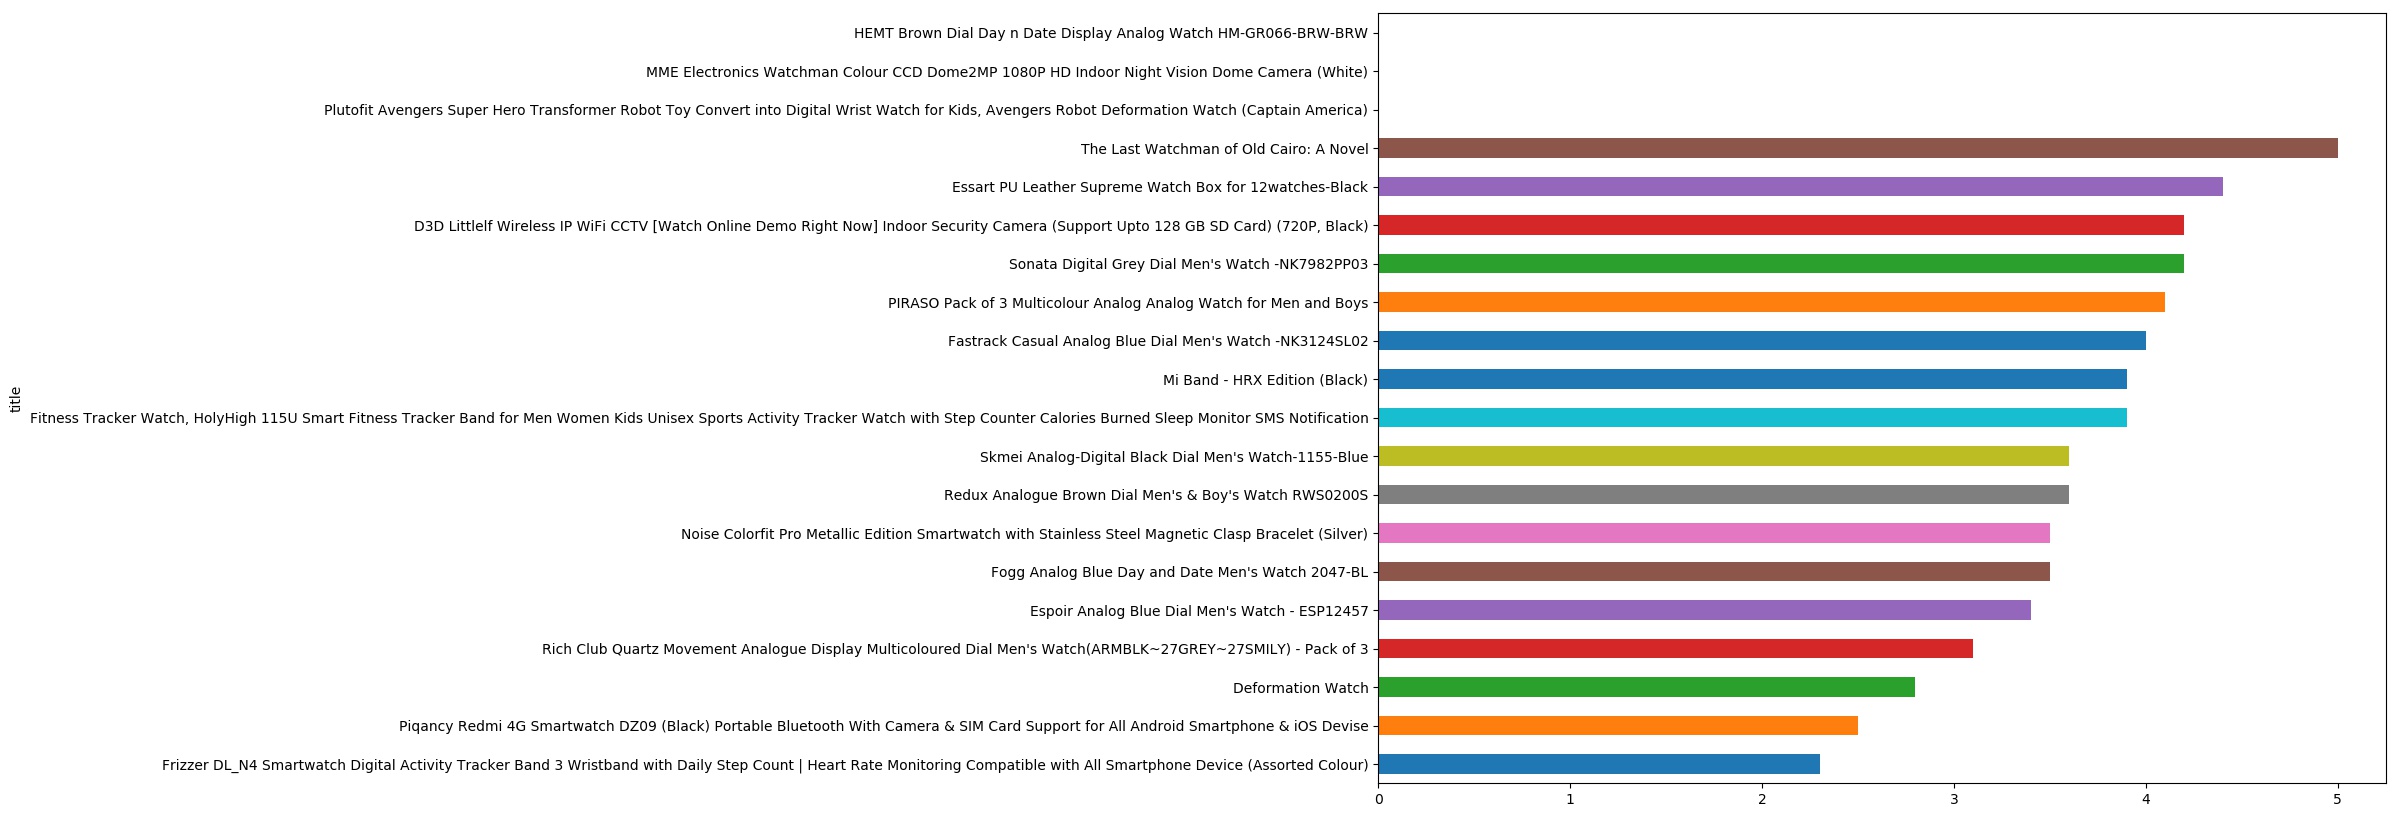 HEMT Brown Dial Day n Date Display Analog Watch HM-GR066-BRW-BRW
MME Electronics Watchman Colour CCD Dome2MP 1080P HD Indoor Night Vision Dome Camera (White)
Plutofit Avengers Super Hero Transformer Robot Toy Convert into Digital Wrist Watch for Kids, Avengers Robot Deformation Watch (Captain America)
The Last Watchman of Old Cairo: A Novel
Essart PU Leather Supreme Watch Box for 12watches-Black
D3D Littlelf Wireless IP WiFi CCTV [Watch Online Demo Right Now] Indoor Security Camera (Support Upto 128 GB SD Card) (720P, Black)
Sonata Digital Grey Dial Men's Watch -NK7982PP03
PIRASO Pack of 3 Multicolour Analog Analog Watch for Men and Boys
Fastrack Casual Analog Blue Dial Men's Watch -NK3124SL02
Mi Band - HRX Edition (Black)
title
Fitness Tracker Watch, HolyHigh 115U Smart Fitness Tracker Band for Men Women Kids Unisex Sports Activity Tracker Watch with Step Counter Calories Burned Sleep Monitor SMS Notification
Skmei Analog-Digital Black Dial Men's Watch-1155-Blue
Redux Analogue Brown Dial Men's & Boy's Watch RWS0200S
Noise Colorfit Pro Metallic Edition Smartwatch with Stainless Steel Magnetic Clasp Bracelet (Silver)
Fogg Analog Blue Day and Date Men's Watch 2047-BL
Espoir Analog Blue Dial Men's Watch - ESP12457
Rich Club Quartz Movement Analogue Display Multicoloured Dial Men's Watch(ARMBLK~27GREY~27SMILY) - Pack of 3
Deformation Watch
Piqancy Redmi 4G Smartwatch DZ09 (Black) Portable Bluetooth With Camera & SIM Card Support for All Android Smartphone & iOS Devise
Frizzer DL_N4 Smartwatch Digital Activity Tracker Band 3 Wristband with Daily Step Count | Heart Rate Monitoring Compatible with All Smartphone Device (Assorted Colour)
0 1 2 3 4 5